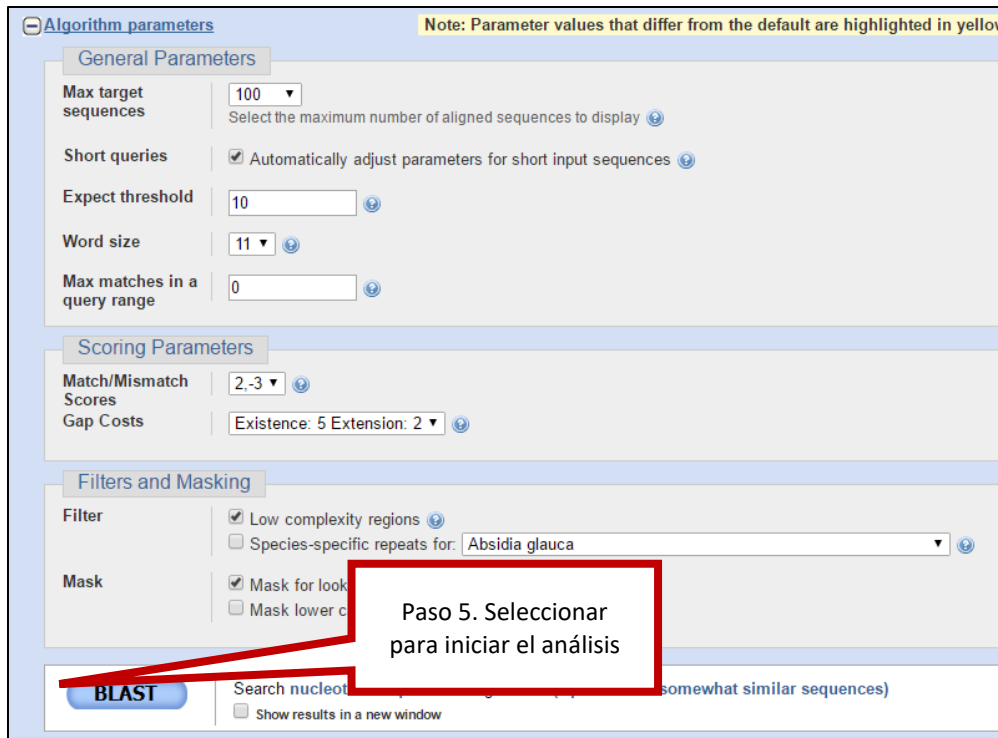 Algorithm parameters
Note: Parameter values that differ from the default are highlighted in yellow
General Parameters
Max target
sequences
100
Select the maximum number of aligned sequences to display
Short queries
Automatically adjust parameters for short input sequences
Expect threshold
10
Word size
11
Max matches in a
query range
0
Scoring Parameters
Match/Mismatch
Scores
2,-3
Gap Costs
Existence: 5 Extension: 2
Filters and Masking
Filter
Low complexity regions
Species-specific repeats for: Absidia glauca
Mask
Mask for look
Mask lower c
Paso 5. Seleccionar
para iniciar el análisis
BLAST
Search nucleot somewhat similar sequences)
Show results in a new window